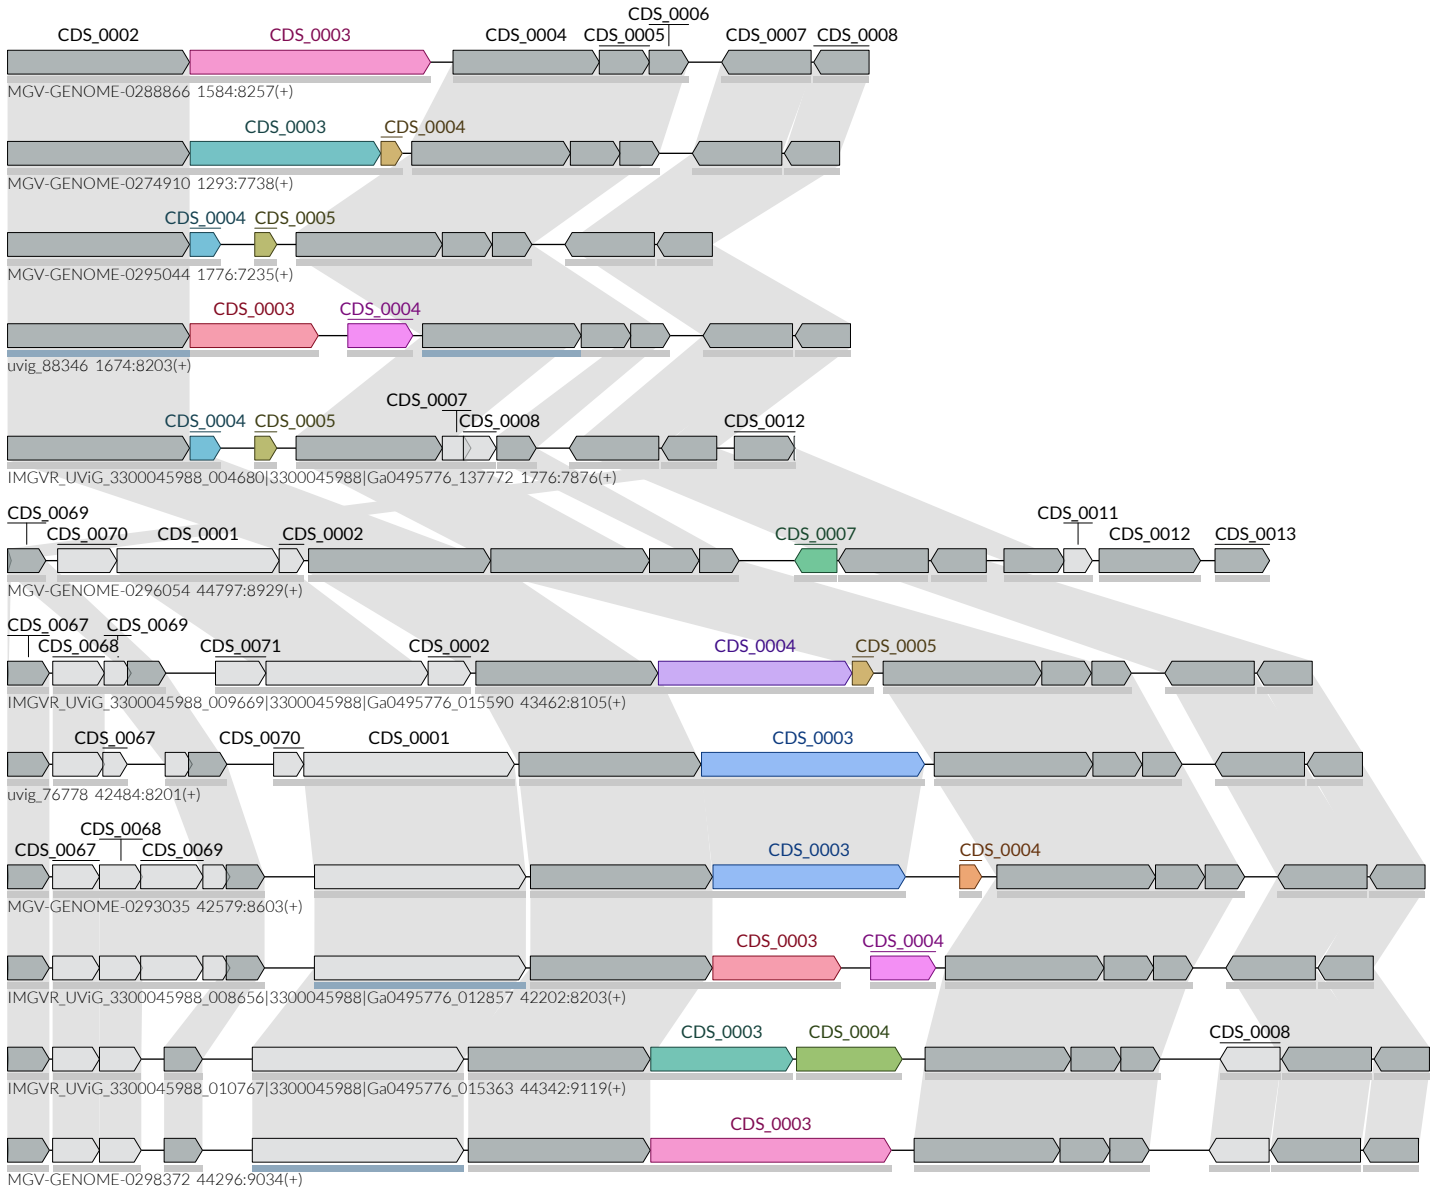 CDS_0006
CDS_0002 CDS_0003 CDS_0004 CDS_0005 CDS_0007 CDS_0008
MGV-GENOME-0288866 1584:8257(+)
CDS_0003 CDS_0004
MGV-GENOME-0274910 1293:7738(+)
CDS_0004 CDS_0005
MGV-GENOME-0295044 1776:7235(+)
CDS_0003 CDS_0004
uvig_88346 1674:8203(+)
CDS_0007
CDS_0004 CDS_0005 CDS_0008 CDS_0012
IMGVR_UViG_3300045988_004680|3300045988|Ga0495776_137772 1776:7876(+)
CDS_0069 CDS_0011
CDS_0070 CDS_0001 CDS_0002 CDS_0007 CDS_0012 CDS_0013
MGV-GENOME-0296054 44797:8929(+)
CDS_0067 CDS_0069
CDS_0068 CDS_0071 CDS_0002 CDS_0004 CDS_0005
IMGVR_UViG_3300045988_009669|3300045988|Ga0495776_015590 43462:8105(+)
CDS_0067 CDS_0070 CDS_0001 CDS_0003
uvig_76778 42484:8201(+)
CDS_0068
CDS_0067 CDS_0069 CDS_0003 CDS_0004
MGV-GENOME-0293035 42579:8603(+)
CDS_0003 CDS_0004
IMGVR_UViG_3300045988_008656|3300045988|Ga0495776_012857 42202:8203(+)
CDS_0003 CDS_0004 CDS_0008
IMGVR_UViG_3300045988_010767|3300045988|Ga0495776_015363 44342:9119(+)
CDS_0003
MGV-GENOME-0298372 44296:9034(+)